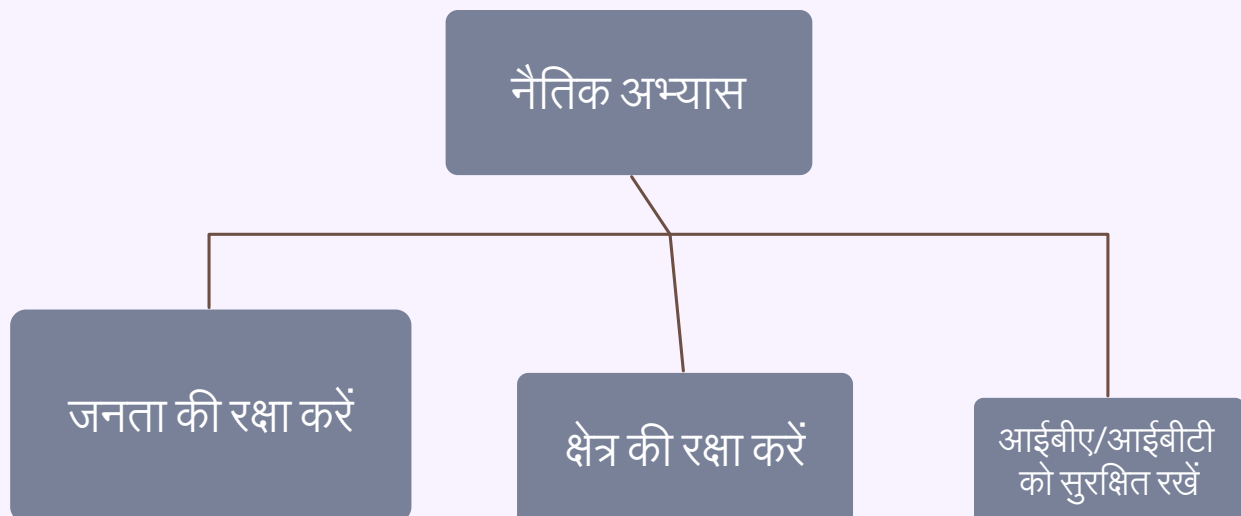 नैतिक अभ्यास
जनता की रक्षा करें
क्षेत्र की रक्षा करें
आईबीए/आईबीटी
को सुरक्षित रखें